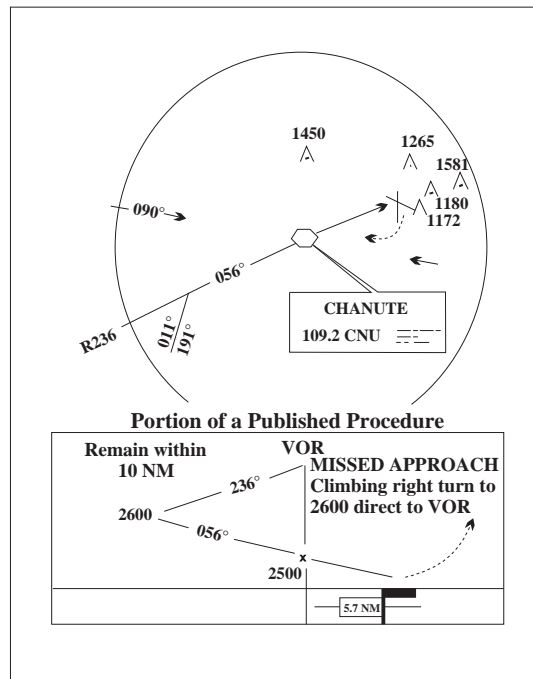 1450
1265
1581
1180
1172
090°
056°
R236
011°
191°
CHANUTE
109.2 CNU
Portion of a Published Procedure
Remain within
10 NM
VOR
MISSED APPROACH
Climbing right turn to
2600 direct to VOR
236°
2600
056°
2500
5.7 NM